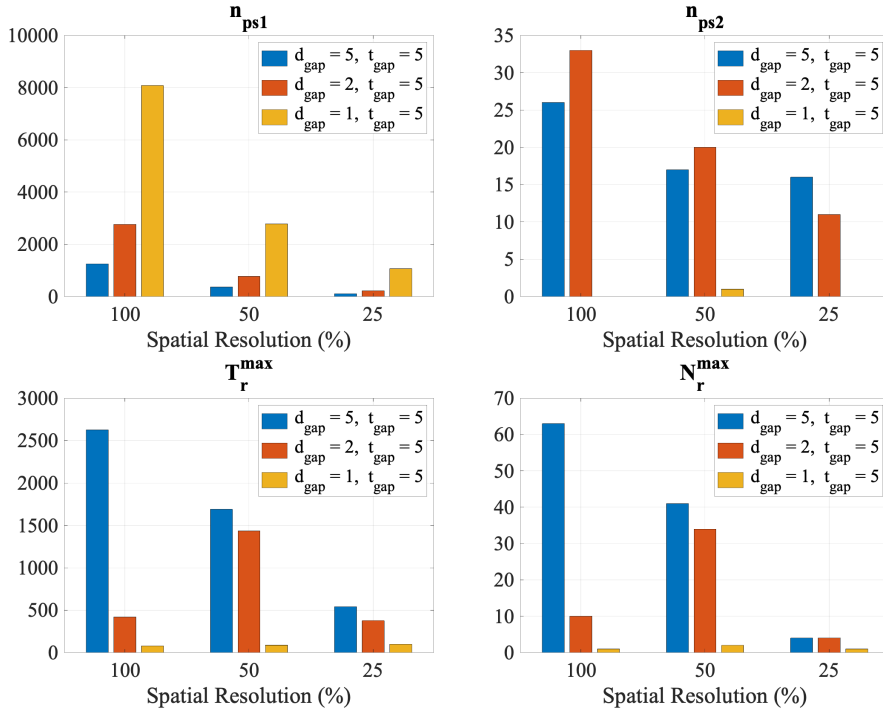 n_ps1
10000
8000
6000
4000
2000
0
d_gap = 5, t_gap = 5
d_gap = 2, t_gap = 5
d_gap = 1, t_gap = 5
100 50 25
Spatial Resolution (%)
n_ps2
35
30
25
20
15
10
5
0
d_gap = 5, t_gap = 5
d_gap = 2, t_gap = 5
d_gap = 1, t_gap = 5
100 50 25
Spatial Resolution (%)
T_r^max
3000
2500
2000
1500
1000
500
0
d_gap = 5, t_gap = 5
d_gap = 2, t_gap = 5
d_gap = 1, t_gap = 5
100 50 25
Spatial Resolution (%)
N_r^max
70
60
50
40
30
20
10
0
d_gap = 5, t_gap = 5
d_gap = 2, t_gap = 5
d_gap = 1, t_gap = 5
100 50 25
Spatial Resolution (%)